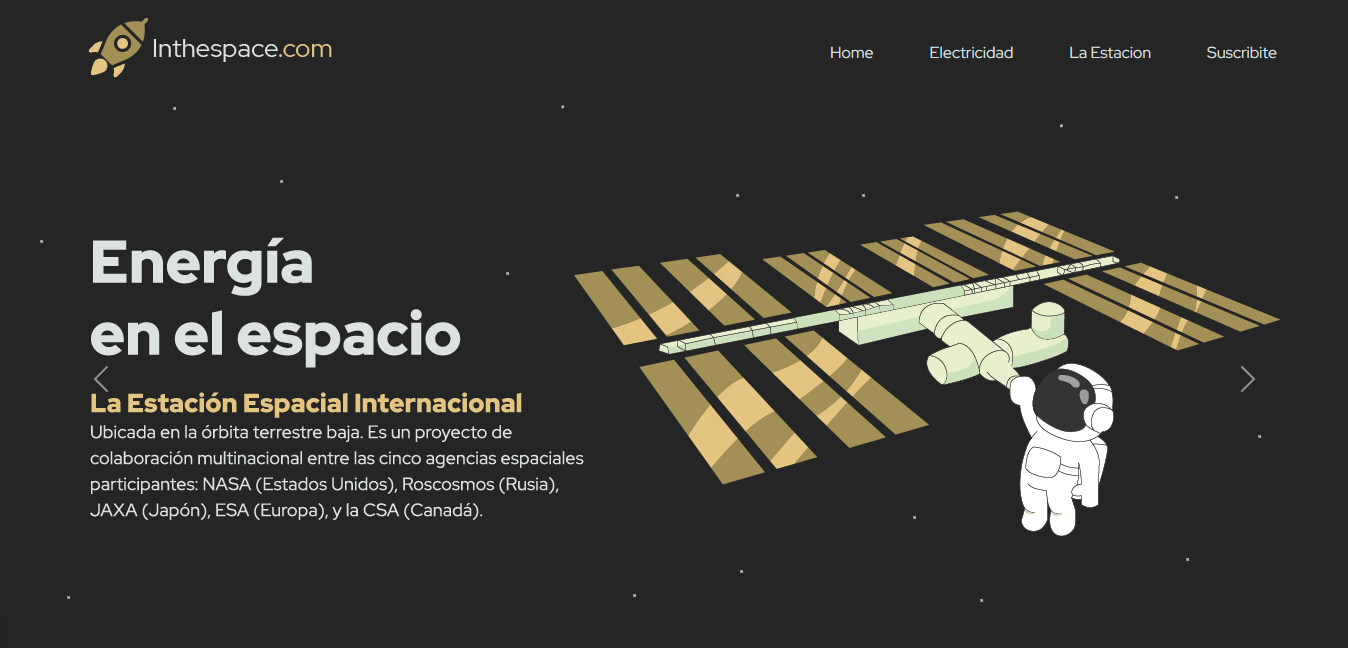 Inthespace.com
Home
Electricidad
La Estacion
Suscribite
Energía
en el espacio
La Estación Espacial Internacional
Ubicada en la órbita terrestre baja. Es un proyecto de
colaboración multinacional entre las cinco agencias espaciales
participantes: NASA (Estados Unidos), Roscosmos (Rusia),
JAXA (Japón), ESA (Europa), y la CSA (Canadá).